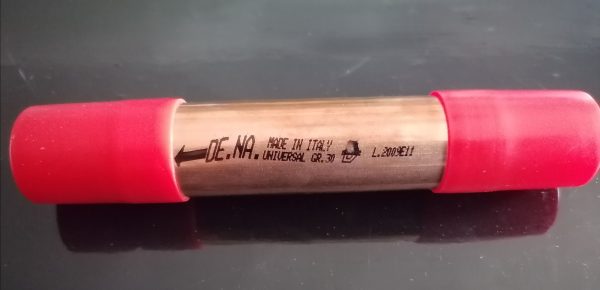 DE.NA. MADE IN ITALY
UNIVERSAL GR.30 L.2009E11